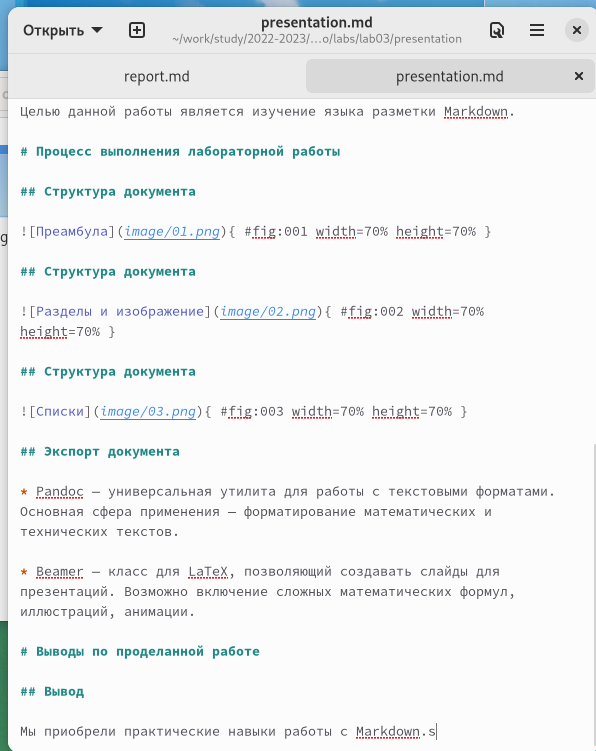 Открыть
presentation.md
~/work/study/2022-2023/…o/labs/lab03/presentation
report.md
presentation.md
Целью данной работы является изучение языка разметки Markdown.
# Процесс выполнения лабораторной работы
## Структура документа
![Преамбула](image/01.png){ #fig:001 width=70% height=70% }
## Структура документа
![Разделы и изображение](image/02.png){ #fig:002 width=70%
height=70% }
## Структура документа
![Списки](image/03.png){ #fig:003 width=70% height=70% }
## Экспорт документа
* Pandoc — универсальная утилита для работы с текстовыми форматами.
Основная сфера применения — форматирование математических и
технических текстов.
* Beamer — класс для LaTeX, позволяющий создавать слайды для
презентаций. Возможно включение сложных математических формул,
иллюстраций, анимации.
# Выводы по проделанной работе
## Вывод
Мы приобрели практические навыки работы с Markdown.s